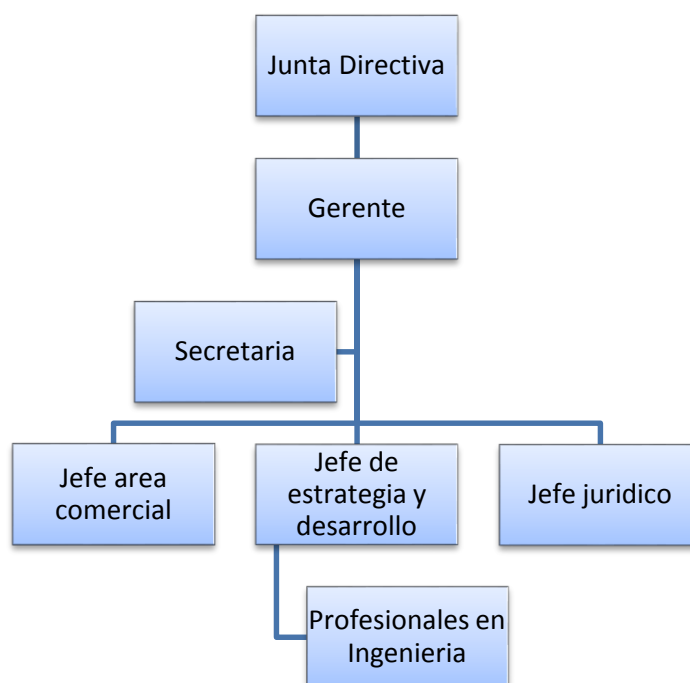 Junta Directiva
Gerente
Secretaria
Jefe area
comercial
Jefe de
estrategia y
desarrollo
Jefe juridico
Profesionales en
Ingenieria